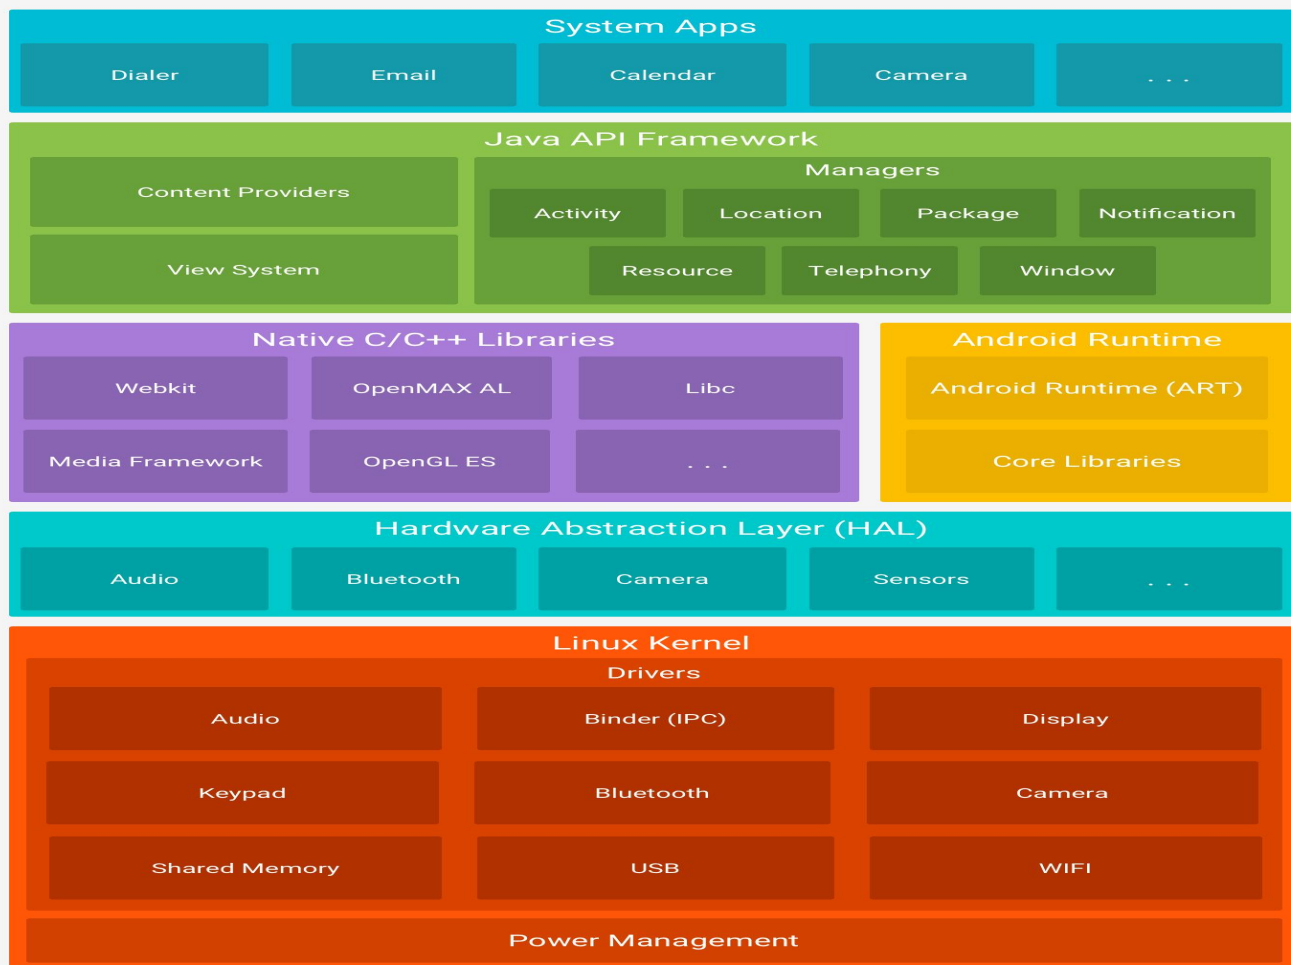 System Apps
Dialer
Email
Calendar
Camera
. . .
Java API Framework
Content Providers
View System
Managers
Activity
Location
Package
Notification
Resource
Telephony
Window
Native C/C++ Libraries
Webkit
OpenMAX AL
Libc
Media Framework
OpenGL ES
. . .
Android Runtime
Android Runtime (ART)
Core Libraries
Hardware Abstraction Layer (HAL)
Audio
Bluetooth
Camera
Sensors
. . .
Linux Kernel
Drivers
Audio
Binder (IPC)
Display
Keypad
Bluetooth
Camera
Shared Memory
USB
WIFI
Power Management